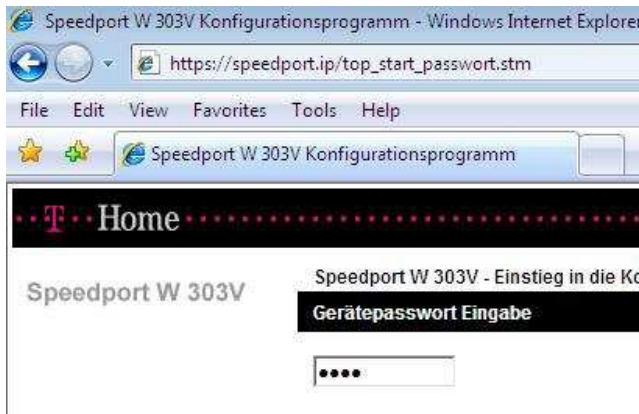 Speedport W 303V Konfigurationsprogramm - Windows Internet Explorer
https://speedport.ip/top_start_passwort.stm
File Edit View Favorites Tools Help
Speedport W 303V Konfigurationsprogramm
T Home
Speedport W 303V
Speedport W 303V - Einstieg in die Ko
Gerätepasswort Eingabe
••••